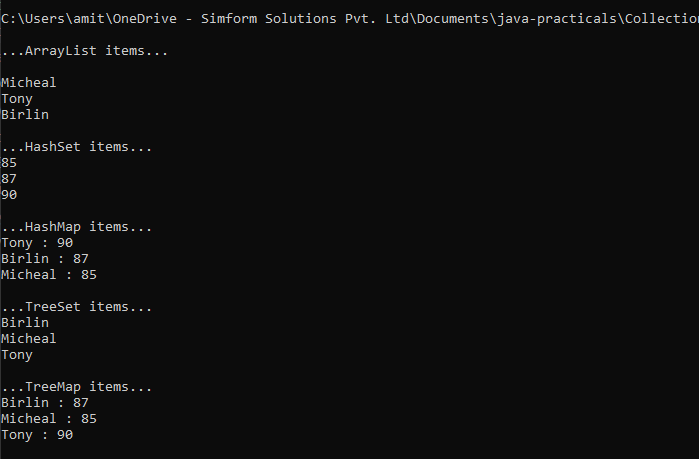 C:\Users\amit\OneDrive - Simform Solutions Pvt. Ltd\Documents\java-practicals\Collection
...ArrayList items...
Micheal
Tony
Birlin
...HashSet items...
85
87
90
...HashMap items...
Tony : 90
Birlin : 87
Micheal : 85
...TreeSet items...
Birlin
Micheal
Tony
...TreeMap items...
Birlin : 87
Micheal : 85
Tony : 90